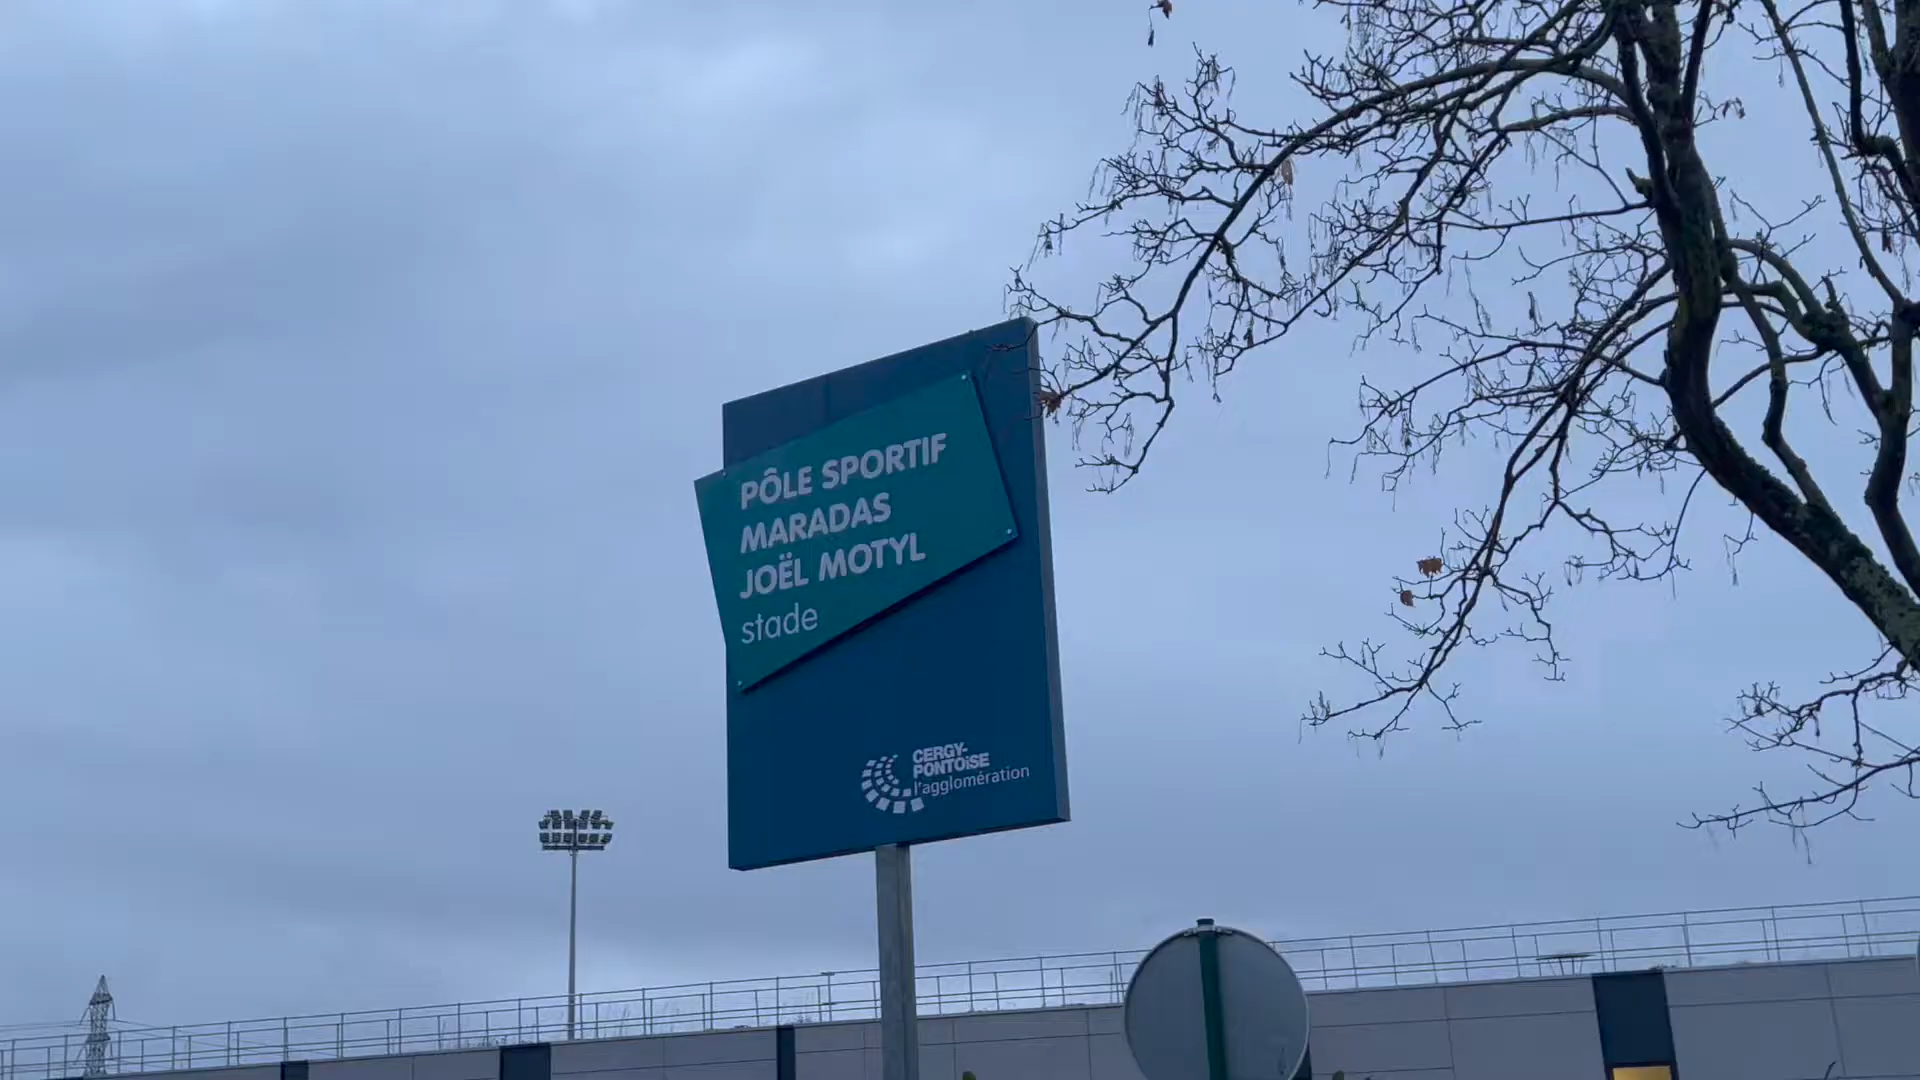 PÔLE SPORTIF
MARADAS
JOËL MOTYL
stade
CERGY-
PONTOiSE
l'agglomération